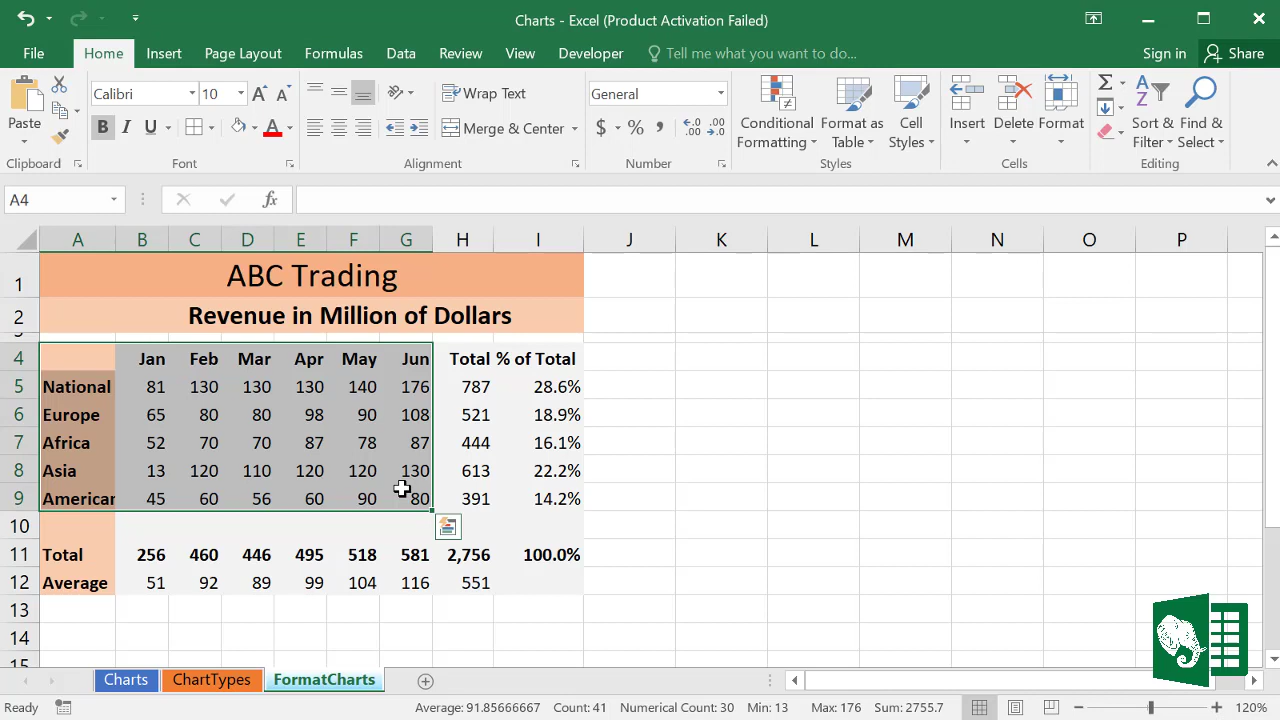 Charts - Excel (Product Activation Failed)
File Home Insert Page Layout Formulas Data Review View Developer Tell me what you want to do... Sign in Share
Paste Calibri 10 Wrap Text General Conditional Formatting Format as Table Cell Styles Insert Delete Format Sort & Filter Find & Select
B I U A Merge & Center $ % ,
Clipboard Font Alignment Number Styles Cells Editing
A4 fx
A B C D E F G H I J K L M N O P
1 ABC Trading
2 Revenue in Million of Dollars
4 Jan Feb Mar Apr May Jun Total % of Total
5 National 81 130 130 130 140 176 787 28.6%
6 Europe 65 80 80 98 90 108 521 18.9%
7 Africa 52 70 70 87 78 87 444 16.1%
8 Asia 13 120 110 120 120 130 613 22.2%
9 American 45 60 56 60 90 80 391 14.2%
10
11 Total 256 460 446 495 518 581 2,756 100.0%
12 Average 51 92 89 99 104 116 551
13
14
15
Charts ChartTypes FormatCharts
Ready Average: 91.85666667 Count: 41 Numerical Count: 30 Min: 13 Max: 176 Sum: 2755.7 120%